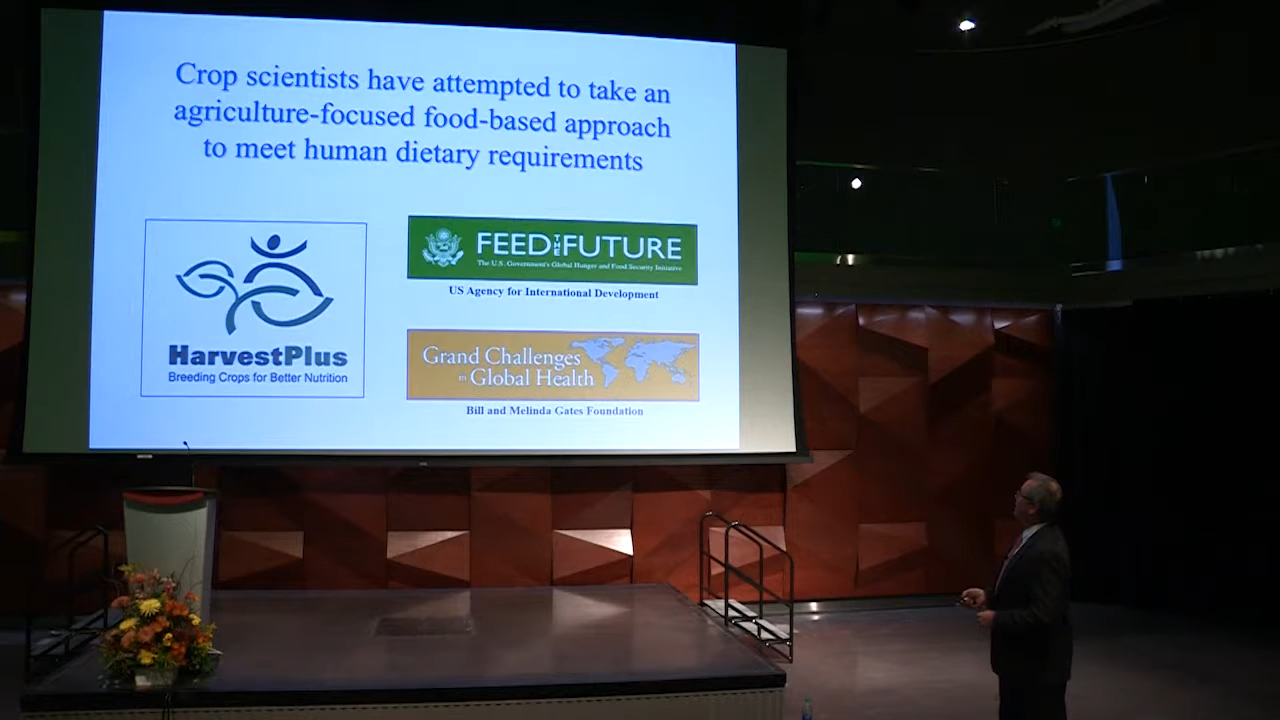 Crop scientists have attempted to take an
agriculture-focused food-based approach
to meet human dietary requirements
HarvestPlus
Breeding Crops for Better Nutrition
FEED THE FUTURE
The U.S. Government's Global Hunger and Food Security Initiative
US Agency for International Development
Grand Challenges
in Global Health
Bill and Melinda Gates Foundation